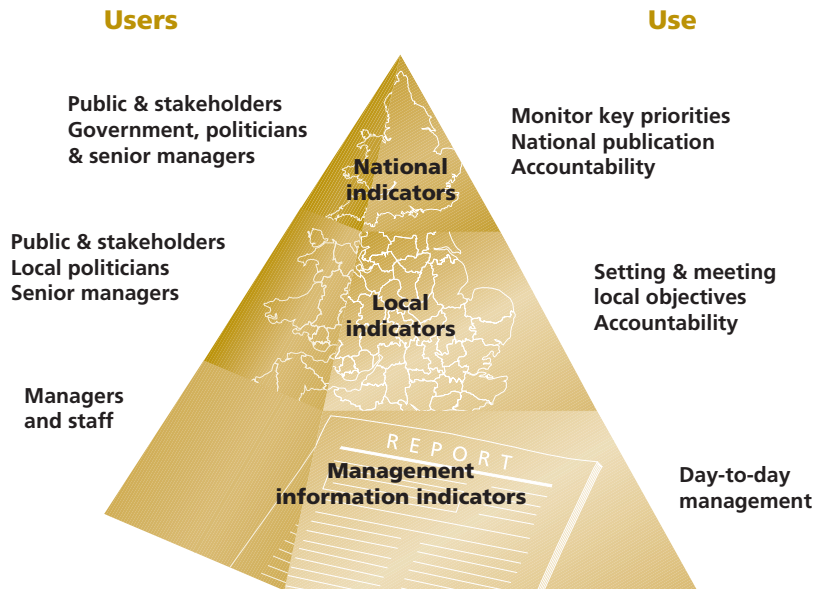 Users
Use
Public & stakeholders
Government, politicians
& senior managers
National
indicators
Monitor key priorities
National publication
Accountability
Public & stakeholders
Local politicians
Senior managers
Local
indicators
Setting & meeting
local objectives
Accountability
Managers
and staff
REPORT
Management
information indicators
Day-to-day
management